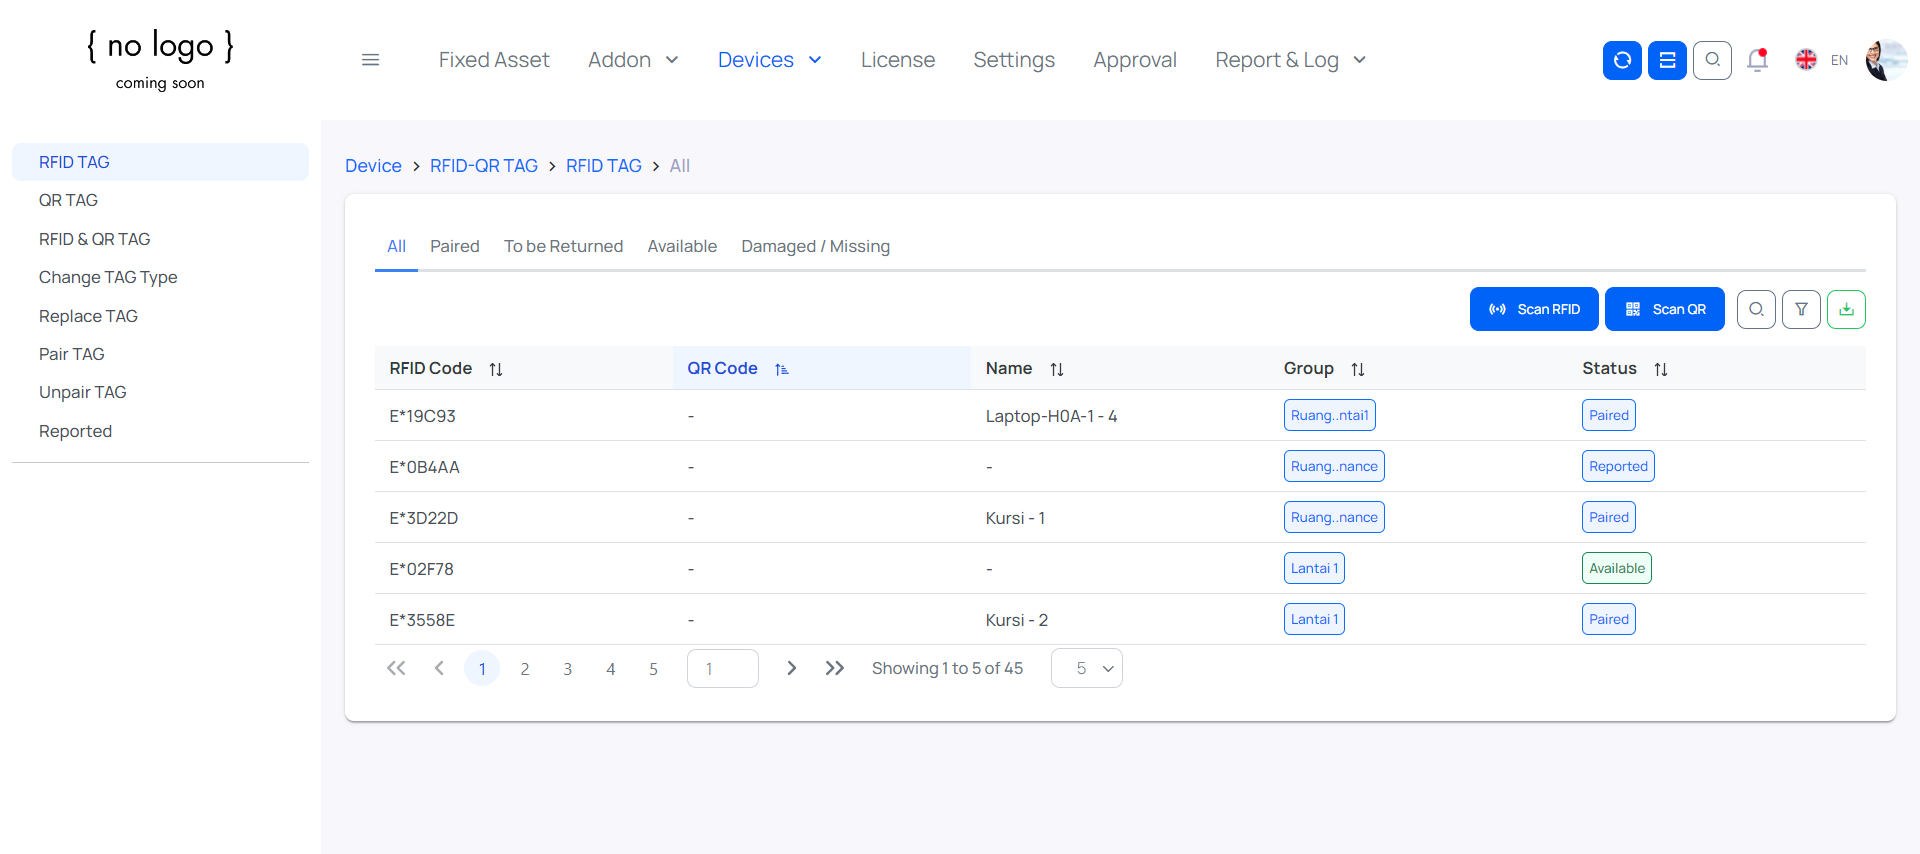 { no logo }
coming soon
Fixed Asset Addon Devices License Settings Approval Report & Log EN
RFID TAG
QR TAG
RFID & QR TAG
Change TAG Type
Replace TAG
Pair TAG
Unpair TAG
Reported
Device > RFID-QR TAG > RFID TAG > All
All Paired To be Returned Available Damaged / Missing
Scan RFID Scan QR
RFID Code QR Code Name Group Status
E*19C93 - Laptop-H0A-1 - 4 Ruang..ntai1 Paired
E*0B4AA - - Ruang..nance Reported
E*3D22D - Kursi - 1 Ruang..nance Paired
E*02F78 - - Lantai 1 Available
E*3558E - Kursi - 2 Lantai 1 Paired
1 2 3 4 5 1 Showing 1 to 5 of 45 5